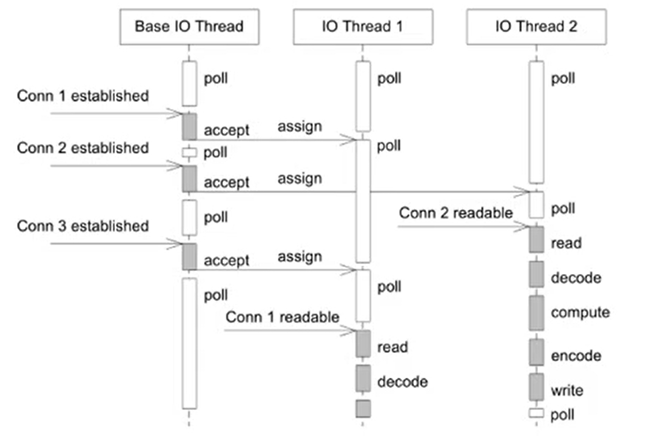 Base IO Thread
IO Thread 1
IO Thread 2
poll
poll
poll
Conn 1 established
accept
assign
poll
Conn 2 established
poll
accept
assign
poll
Conn 2 readable
poll
Conn 3 established
read
accept
assign
decode
poll
poll
compute
Conn 1 readable
read
encode
decode
write
poll